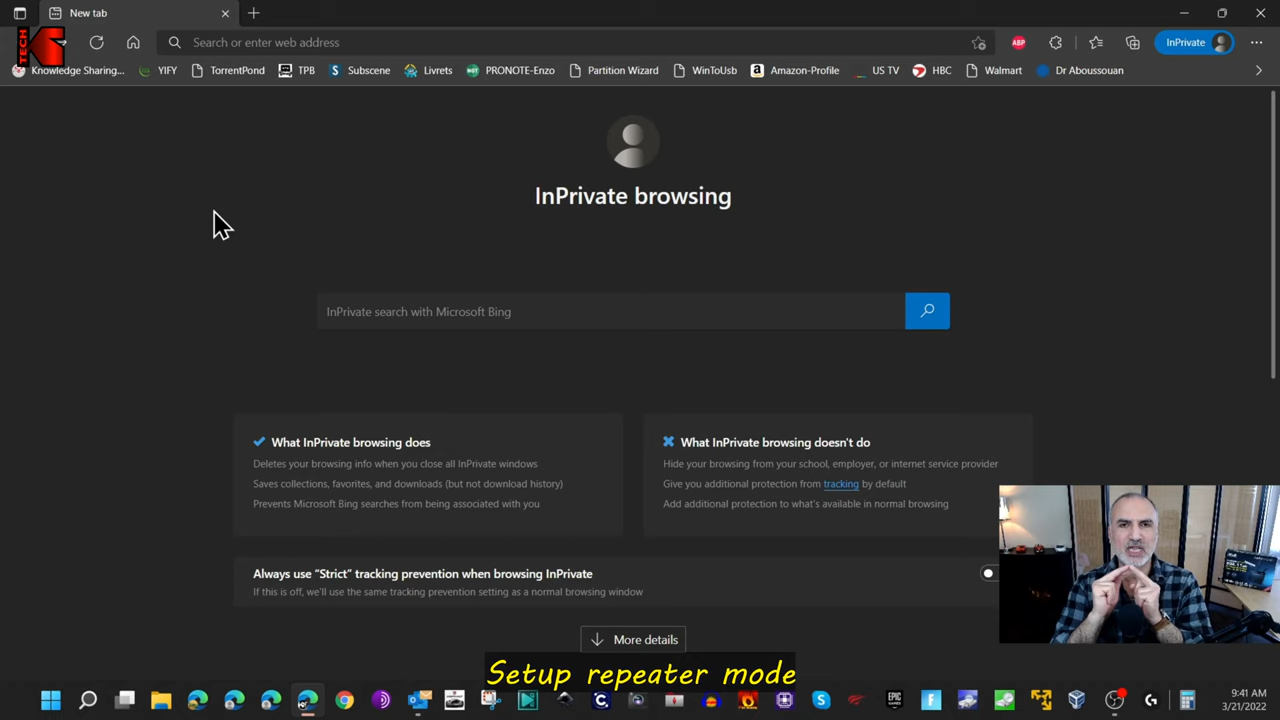 New tab
TECH
Search or enter web address
ABP
InPrivate
Knowledge Sharing...
YIFY
TorrentPond
TPB
Subscene
Livrets
PRONOTE-Enzo
Partition Wizard
WinToUsb
Amazon-Profile
US TV
HBC
Walmart
Dr Aboussouan
InPrivate browsing
InPrivate search with Microsoft Bing
What InPrivate browsing does
Deletes your browsing info when you close all InPrivate windows
Saves collections, favorites, and downloads (but not download history)
Prevents Microsoft Bing searches from being associated with you
What InPrivate browsing doesn't do
Hide your browsing from your school, employer, or internet service provider
Give you additional protection from tracking by default
Add additional protection to what's available in normal browsing
Always use “Strict” tracking prevention when browsing InPrivate
If this is off, we'll use the same tracking prevention setting as a normal browsing window
More details
Setup repeater mode
9:41 AM
3/21/2022